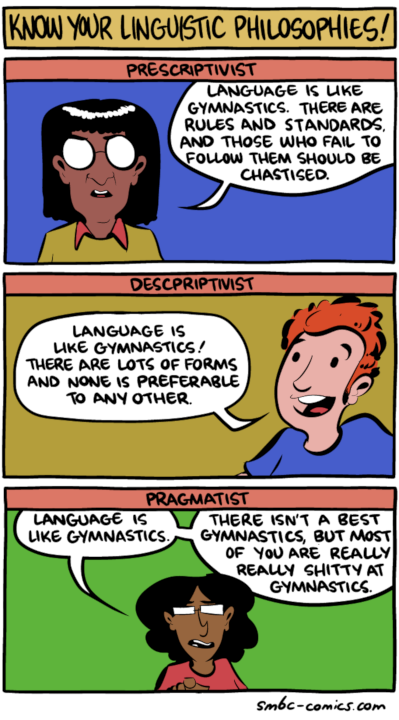 KNOW YOUR LINGUISTIC PHILOSOPHIES!
PRESCRIPTIVIST
LANGUAGE IS LIKE
GYMNASTICS. THERE ARE
RULES AND STANDARDS,
AND THOSE WHO FAIL TO
FOLLOW THEM SHOULD BE
CHASTISED.
DESCPRIPTIVIST
LANGUAGE IS
LIKE GYMNASTICS!
THERE ARE LOTS OF FORMS
AND NONE IS PREFERABLE
TO ANY OTHER.
PRAGMATIST
LANGUAGE IS
LIKE GYMNASTICS.
THERE ISN'T A BEST
GYMNASTICS, BUT MOST
OF YOU ARE REALLY
REALLY SHITTY AT
GYMNASTICS.
smbc-comics.com